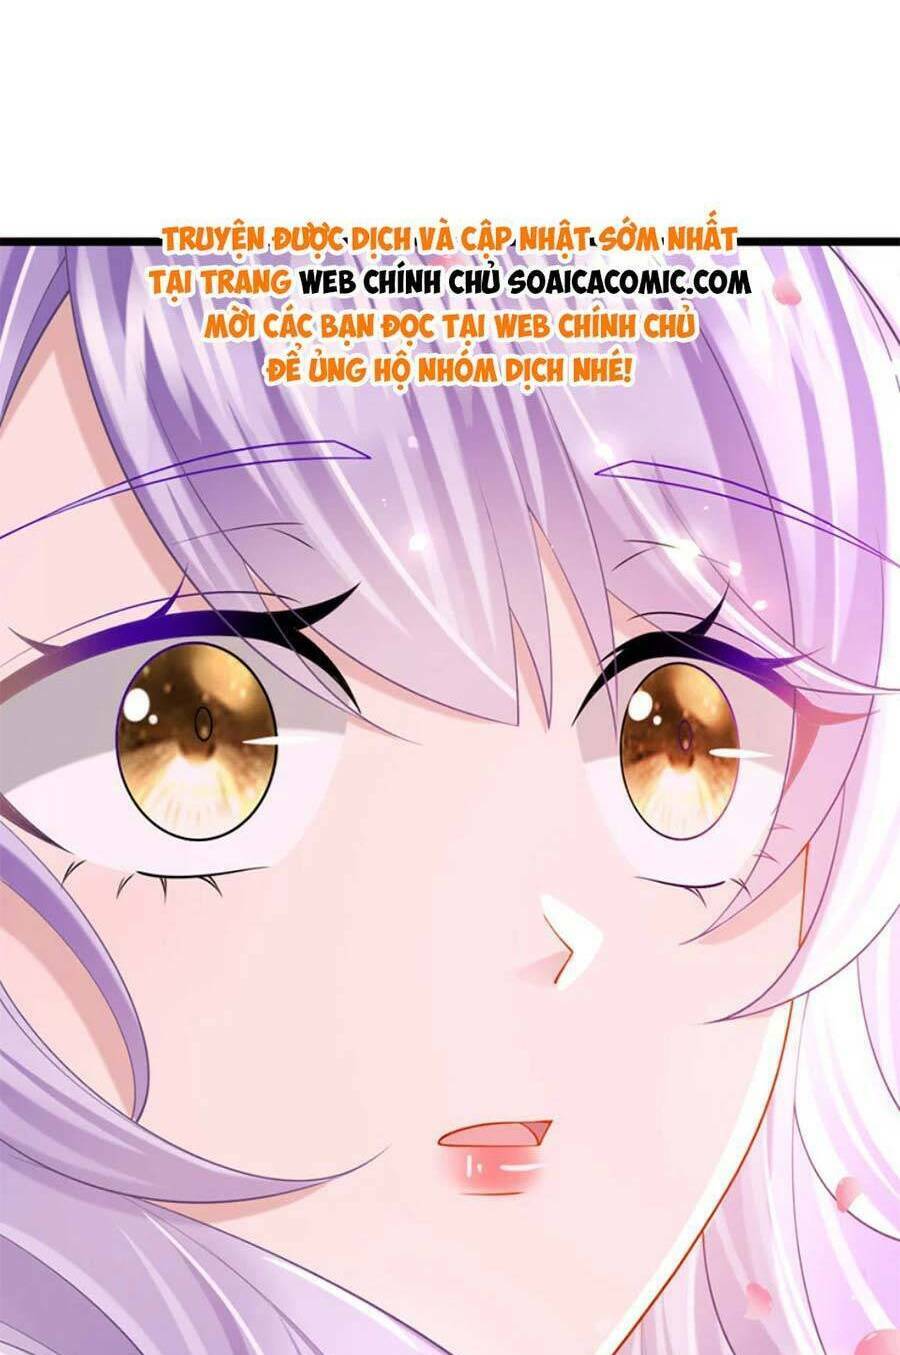 TRUYỆN ĐƯỢC DỊCH VÀ CẬP NHẬT SỚM NHẤT
TẠI TRANG WEB CHÍNH CHỦ SOAICACOMIC.COM
MỜI CÁC BẠN ĐỌC TẠI WEB CHÍNH CHỦ
ĐỂ ỦNG HỘ NHÓM DỊCH NHÉ!